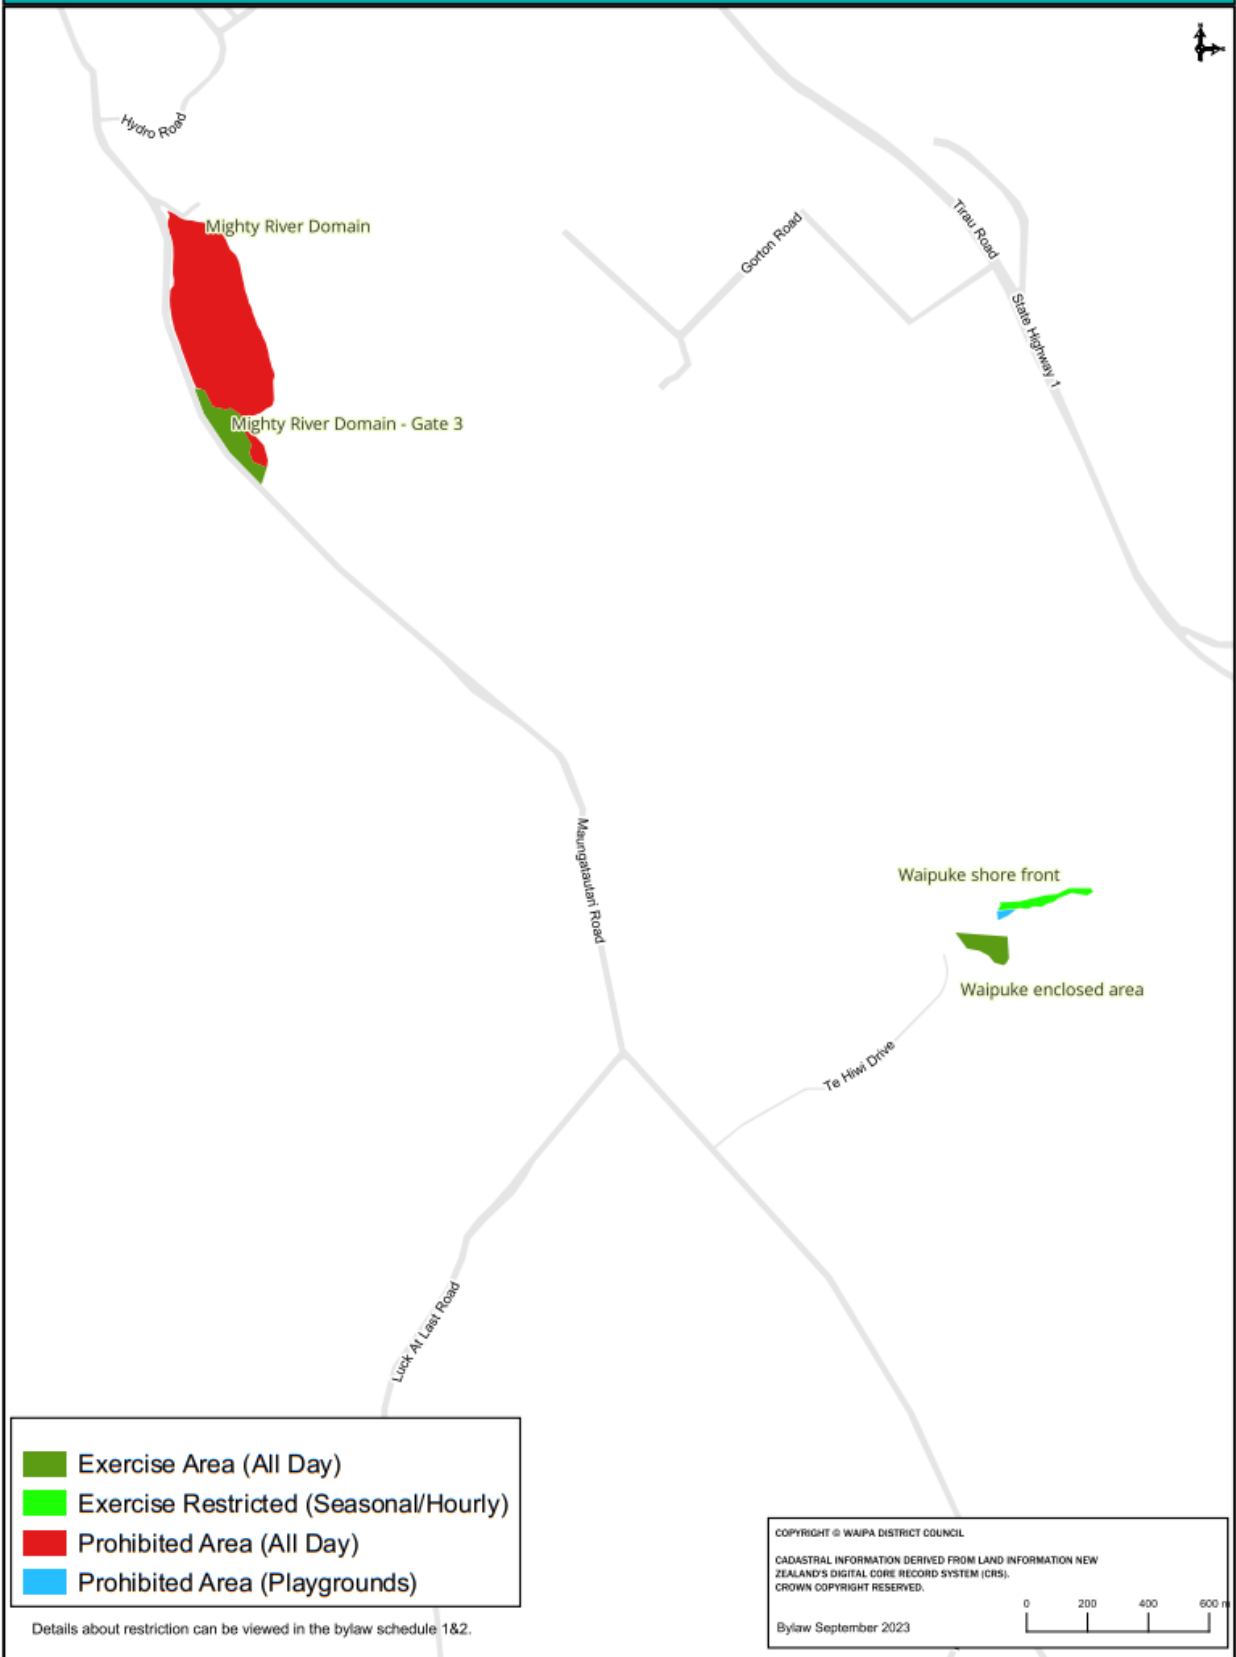 Hydro Road
Mighty River Domain
Tirau Road
Gorton Road
State Highway 1
Mighty River Domain - Gate 3
Maungatautari Road
Waipuke shore front
Waipuke enclosed area
Te Hiwi Drive
Luck At Last Road
Exercise Area (All Day)
Exercise Restricted (Seasonal/Hourly)
Prohibited Area (All Day)
Prohibited Area (Playgrounds)
Details about restriction can be viewed in the bylaw schedule 1&2.
COPYRIGHT © WAIPA DISTRICT COUNCIL
CADASTRAL INFORMATION DERIVED FROM LAND INFORMATION NEW
ZEALAND'S DIGITAL CORE RECORD SYSTEM (CRS).
CROWN COPYRIGHT RESERVED.
0 200 400 600 m
Bylaw September 2023